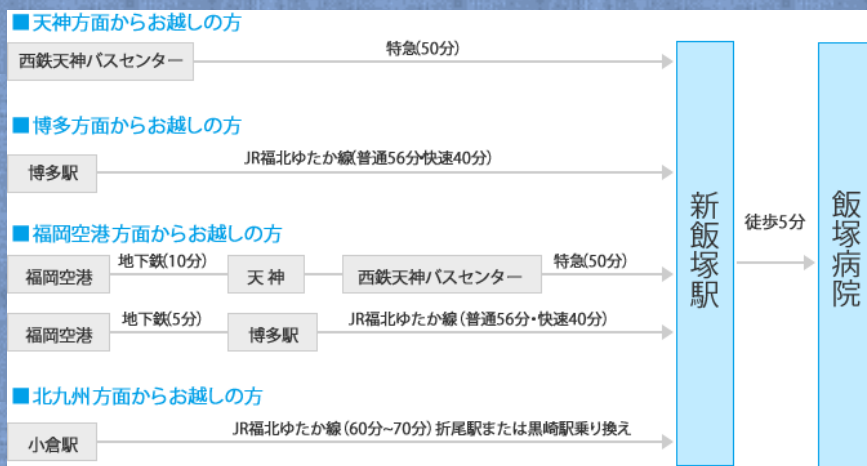 ■天神方面からお越しの方
西鉄天神バスセンター
特急(50分)
■博多方面からお越しの方
博多駅
JR福北ゆたか線(普通56分・快速40分)
■福岡空港方面からお越しの方
福岡空港
地下鉄(10分)
天神
西鉄天神バスセンター
特急(50分)
福岡空港
地下鉄(5分)
博多駅
JR福北ゆたか線(普通56分・快速40分)
■北九州方面からお越しの方
小倉駅
JR福北ゆたか線(60分~70分)折尾駅または黒崎駅乗り換え
新飯塚駅
徒歩5分
飯塚病院